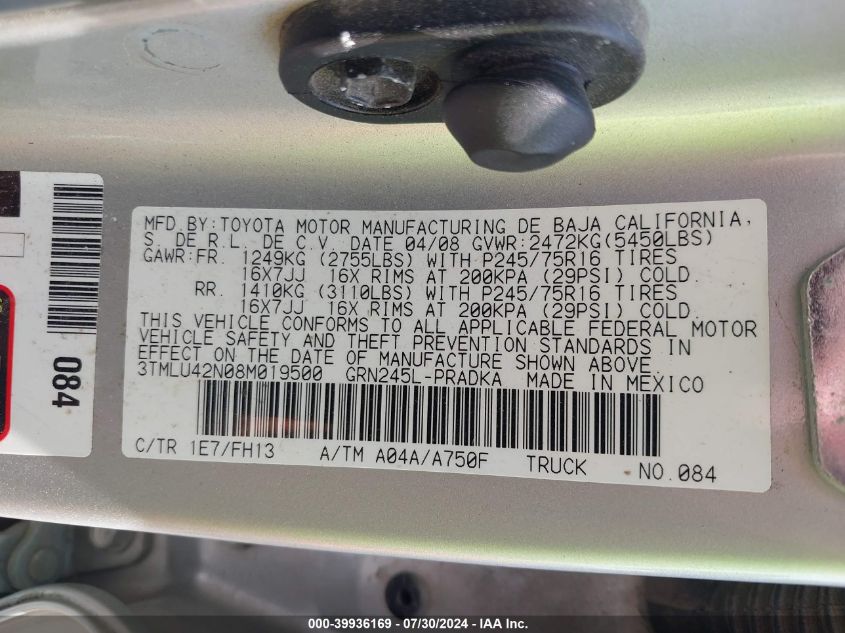 MFD.BY:TOYOTA MOTOR MANUFACTURING DE BAJA CALIFORNIA,
S. DE R.L. DE C.V. DATE 04/08 GVWR:2472KG(5450LBS)
GAWR:FR. 1249KG (2755LBS) WITH P245/75R16 TIRES
16X7JJ 16X RIMS AT 200KPA (29PSI) COLD.
RR. 1410KG (3110LBS) WITH P245/75R16 TIRES
16X7JJ 16X RIMS AT 200KPA (29PSI) COLD.
THIS VEHICLE CONFORMS TO ALL APPLICABLE FEDERAL MOTOR
VEHICLE SAFETY AND THEFT PREVENTION STANDARDS IN
EFFECT ON THE DATE OF MANUFACTURE SHOWN ABOVE.
3TMLU42N08M019500 GRN245L-PRADKA MADE IN MEXICO
C/TR 1E7/FH13 A/TM A04A/A750F TRUCK NO.084
084
000-39936169 - 07/30/2024 - IAA Inc.